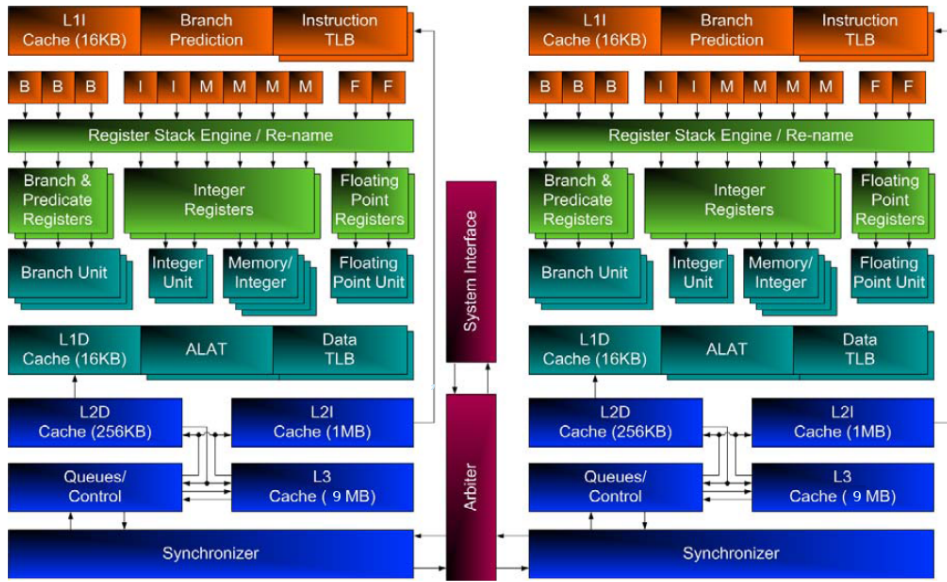 L1I
Cache (16KB)
Branch
Prediction
Instruction
TLB
B B B I I M M M M F F
Register Stack Engine / Re-name
Branch &
Predicate
Registers
Integer
Registers
Floating
Point
Registers
Branch Unit
Integer
Unit
Memory/
Integer
Floating
Point Unit
L1D
Cache (16KB)
ALAT
Data
TLB
L2D
Cache (256KB)
L2I
Cache (1MB)
Queues/
Control
L3
Cache ( 9 MB)
Synchronizer
System Interface
Arbiter
L1I
Cache (16KB)
Branch
Prediction
Instruction
TLB
B B B I I M M M M F F
Register Stack Engine / Re-name
Branch &
Predicate
Registers
Integer
Registers
Floating
Point
Registers
Branch Unit
Integer
Unit
Memory/
Integer
Floating
Point Unit
L1D
Cache (16KB)
ALAT
Data
TLB
L2D
Cache (256KB)
L2I
Cache (1MB)
Queues/
Control
L3
Cache ( 9 MB)
Synchronizer